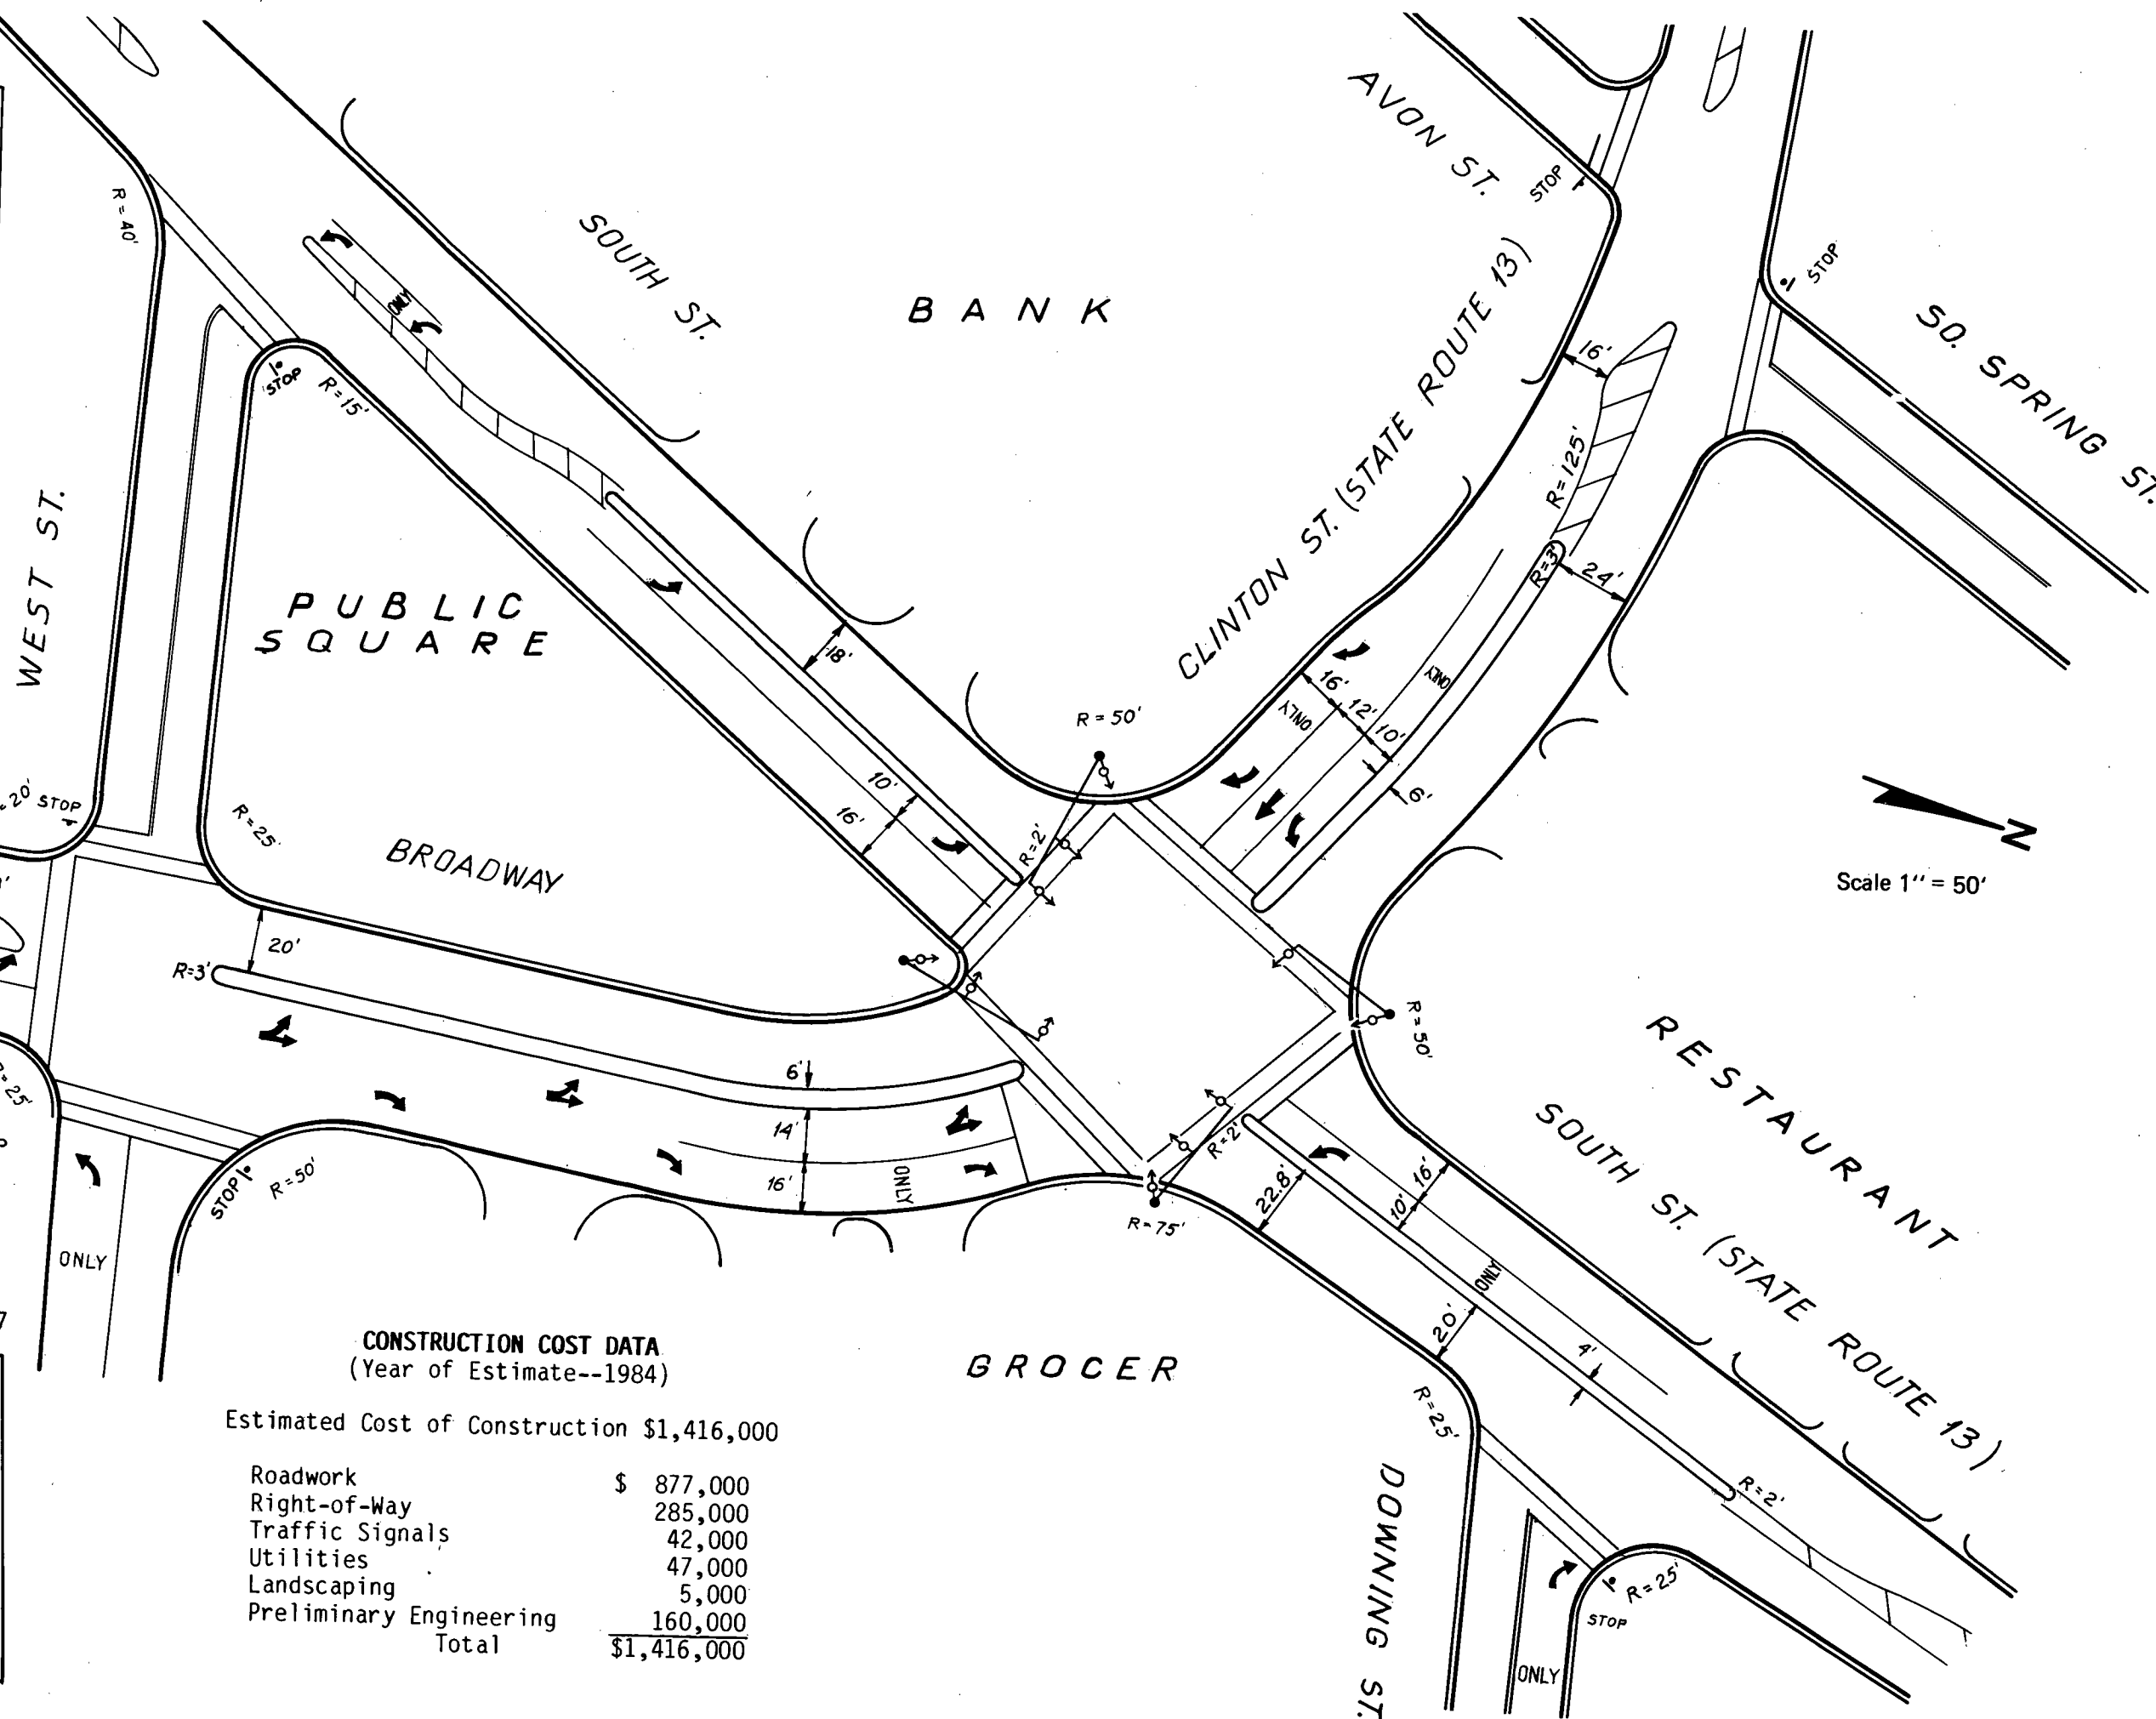 AVON ST.
STOP
R=40'
SOUTH ST.
BANK
CLINTON ST. (STATE ROUTE 13)
STOP
SO. SPRING ST.
16'
ONLY
STOP
R=15'
R=125'
R=3'
24'
WEST ST.
PUBLIC
SQUARE
18'
16'
12'
10'
ONLY
ONLY
6'
R=50'
N
Scale 1" = 50'
20' STOP
R=25'
BROADWAY
10'
16'
R=2'
20'
R=3'
R=50'
RESTAURANT
SOUTH ST. (STATE ROUTE 13)
6'
14'
16'
ONLY
R=25'
STOP
R=50'
ONLY
R=2'
R=75'
22.8'
16'
10'
ONLY
20'
4'
R=2'
GROCER
R=25'
DOWNING ST.
R=25'
STOP
ONLY
CONSTRUCTION COST DATA
(Year of Estimate--1984)
Estimated Cost of Construction $1,416,000
Roadwork $ 877,000
Right-of-Way 285,000
Traffic Signals 42,000
Utilities 47,000
Landscaping 5,000
Preliminary Engineering 160,000
Total $1,416,000